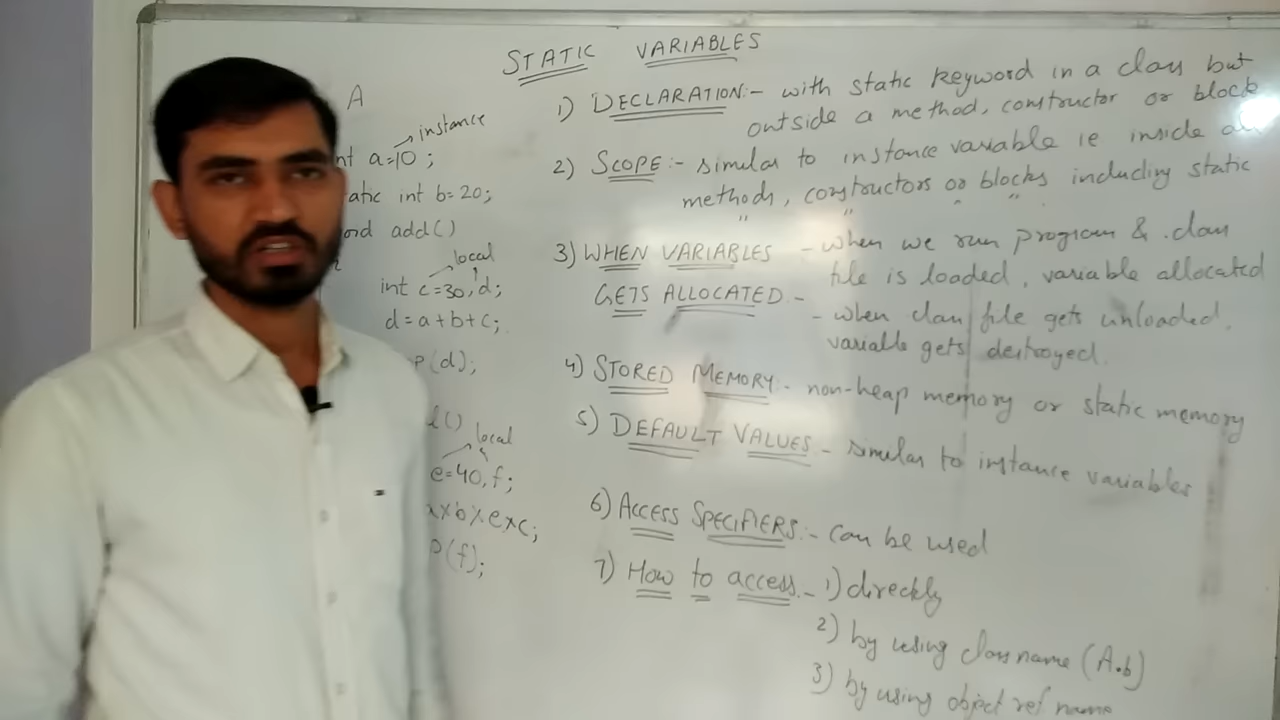 STATIC VARIABLES
A
instance
nt a=10 ;
atic int b=20;
add()
local
int c=30,d;
d=a+b+c;
P(d);
l()
local
e=40,f;
xbxexc;
P(f);
1) DECLARATION:- with static keyword in a class but
outside a method, constructor or block
2) SCOPE:- similar to instance variable ie inside al
methods, constructors or blocks including static
" " " "
3) WHEN VARIABLES - when we run program & .class
GETS ALLOCATED.- file is loaded, variable allocated
- when class file gets unloaded,
variable gets destroyed.
4) STORED MEMORY- non-heap memory or static memory
5) DEFAULT VALUES - similar to instance variables
6) ACCESS SPECIFIERS:- can be used
7) How to access.- 1) directly
2) by using class name (A.b)
3) by using object ref name